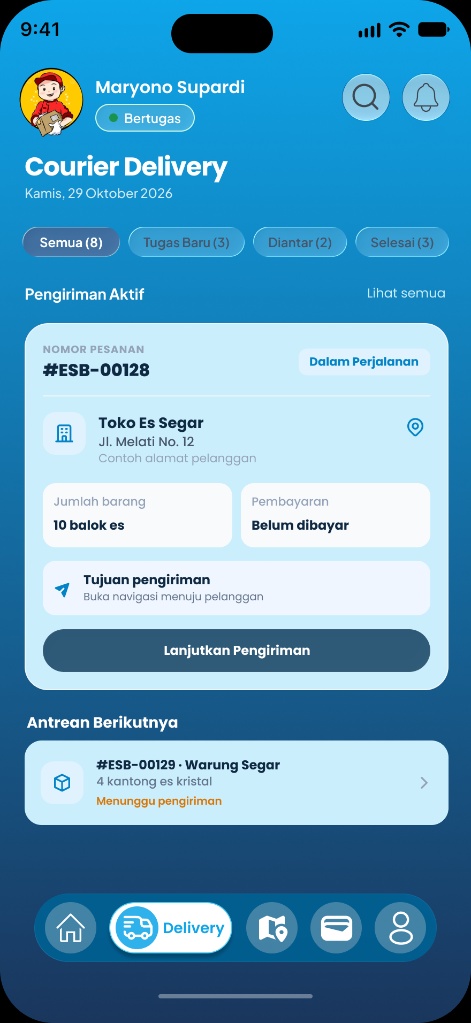 9:41
Maryono Supardi
Bertugas
Courier Delivery
Kamis, 29 Oktober 2026
Semua (8)
Tugas Baru (3)
Diantar (2)
Selesai (3)
Pengiriman Aktif
Lihat semua
NOMOR PESANAN
#ESB-00128
Dalam Perjalanan
Toko Es Segar
Jl. Melati No. 12
Contoh alamat pelanggan
Jumlah barang
10 balok es
Pembayaran
Belum dibayar
Tujuan pengiriman
Buka navigasi menuju pelanggan
Lanjutkan Pengiriman
Antrean Berikutnya
#ESB-00129 · Warung Segar
4 kantong es kristal
Menunggu pengiriman
Delivery